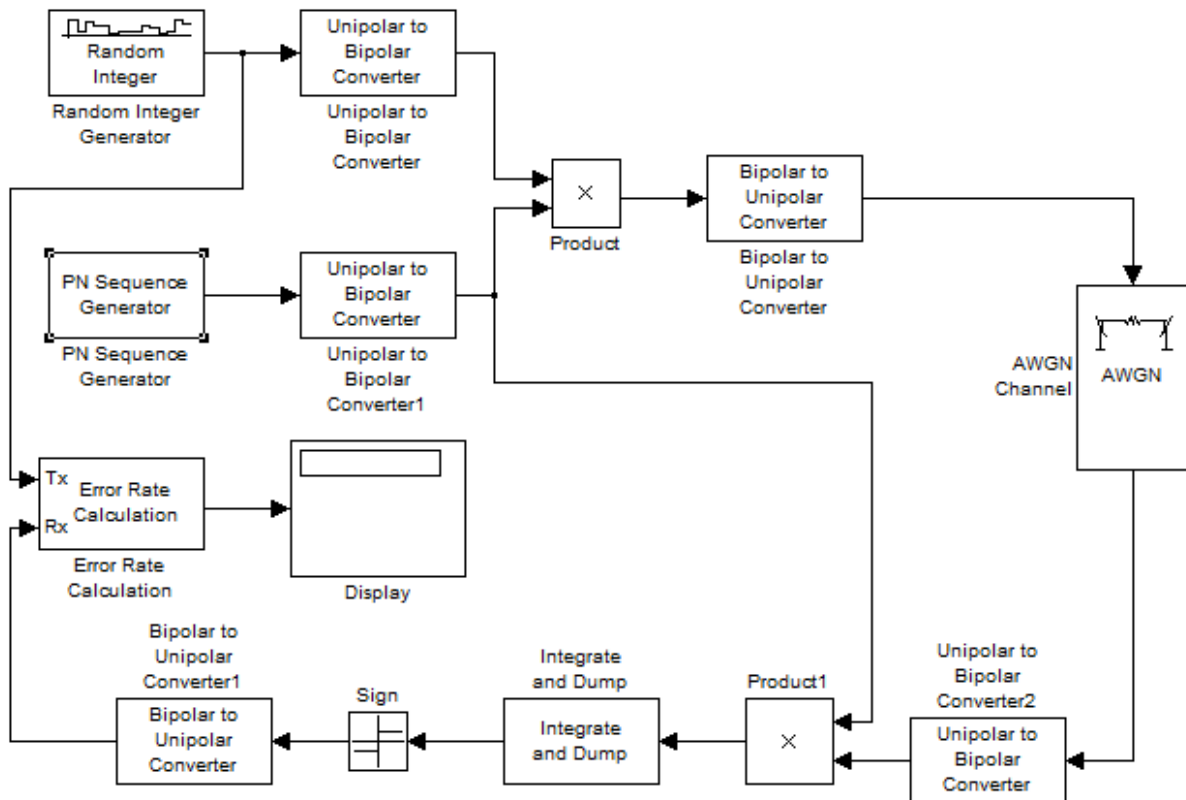 Random
Integer
Random Integer
Generator
Unipolar to
Bipolar
Converter
Unipolar to
Bipolar
Converter
×
Product
Bipolar to
Unipolar
Converter
Bipolar to
Unipolar
Converter
PN Sequence
Generator
PN Sequence
Generator
Unipolar to
Bipolar
Converter
Unipolar to
Bipolar
Converter1
AWGN
Channel
AWGN
Tx
Rx
Error Rate
Calculation
Error Rate
Calculation
Display
Bipolar to
Unipolar
Converter1
Bipolar to
Unipolar
Converter
Sign
Integrate
and Dump
Integrate
and Dump
Product1
×
Unipolar to
Bipolar
Converter2
Unipolar to
Bipolar
Converter